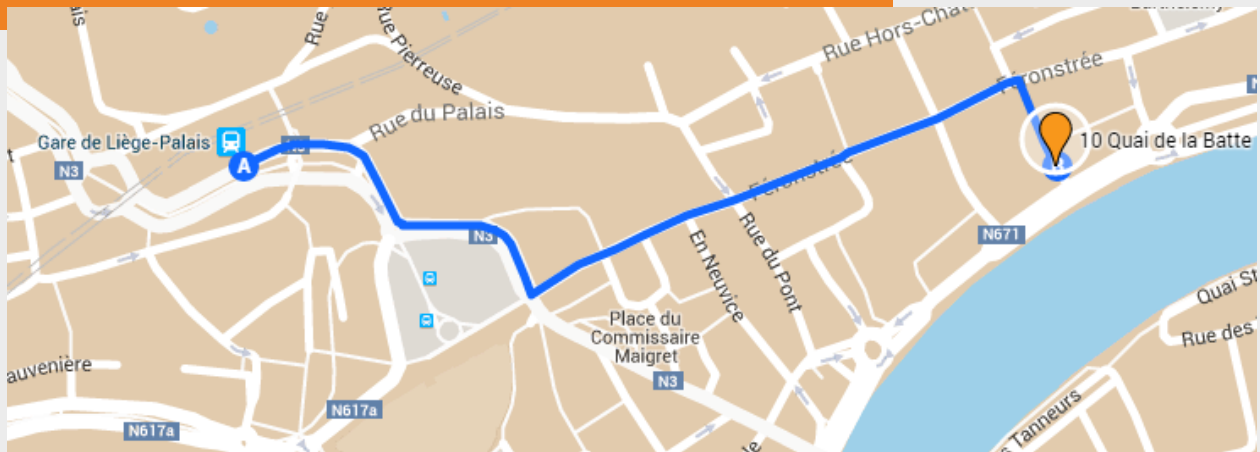 Rue Hors-Chât
Rue
Rue Pierreuse
Féronstrée
Rue du Palais
Gare de Liège-Palais
A
N3
N3
10 Quai de la Batte
Féronstrée
N3
N671
Rue du Pont
En Neuvice
Quai St
Place du
Commissaire
Maigret
Rue des
N3
auvenière
N617a
N617a
s Tanneurs